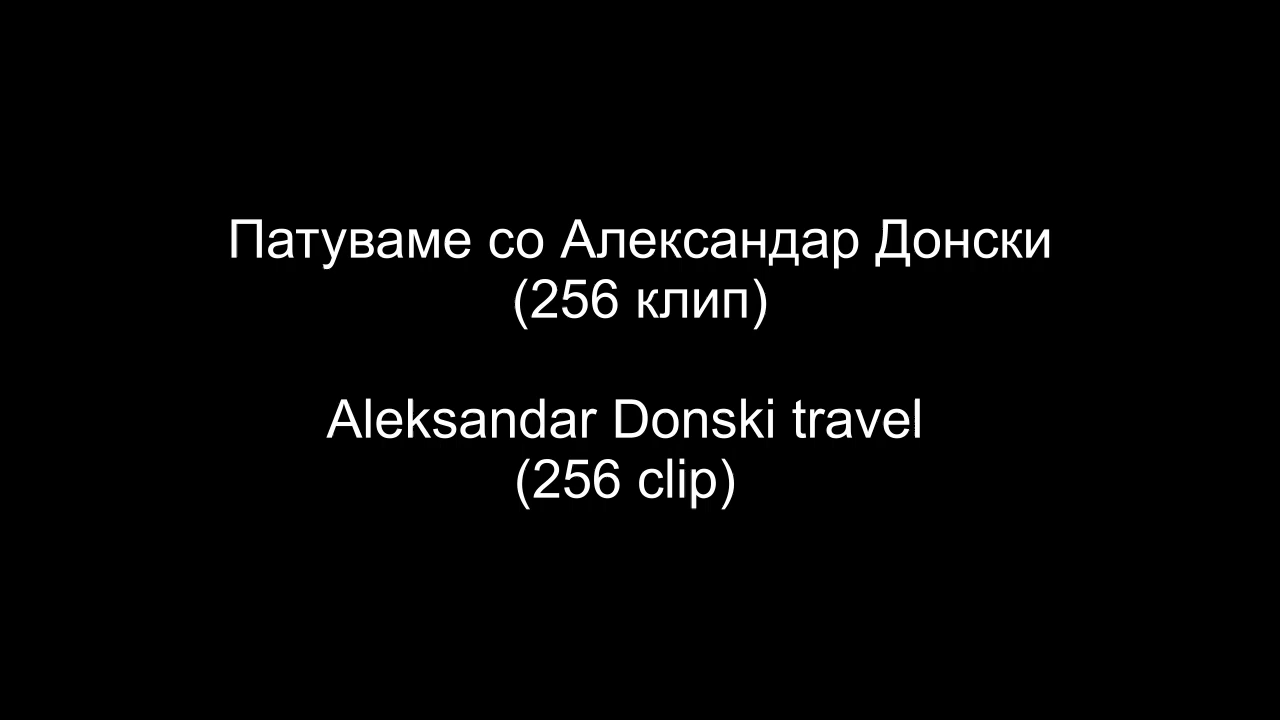 Патуваме со Александар Донски
(256 клип)
Aleksandar Donski travel
(256 clip)